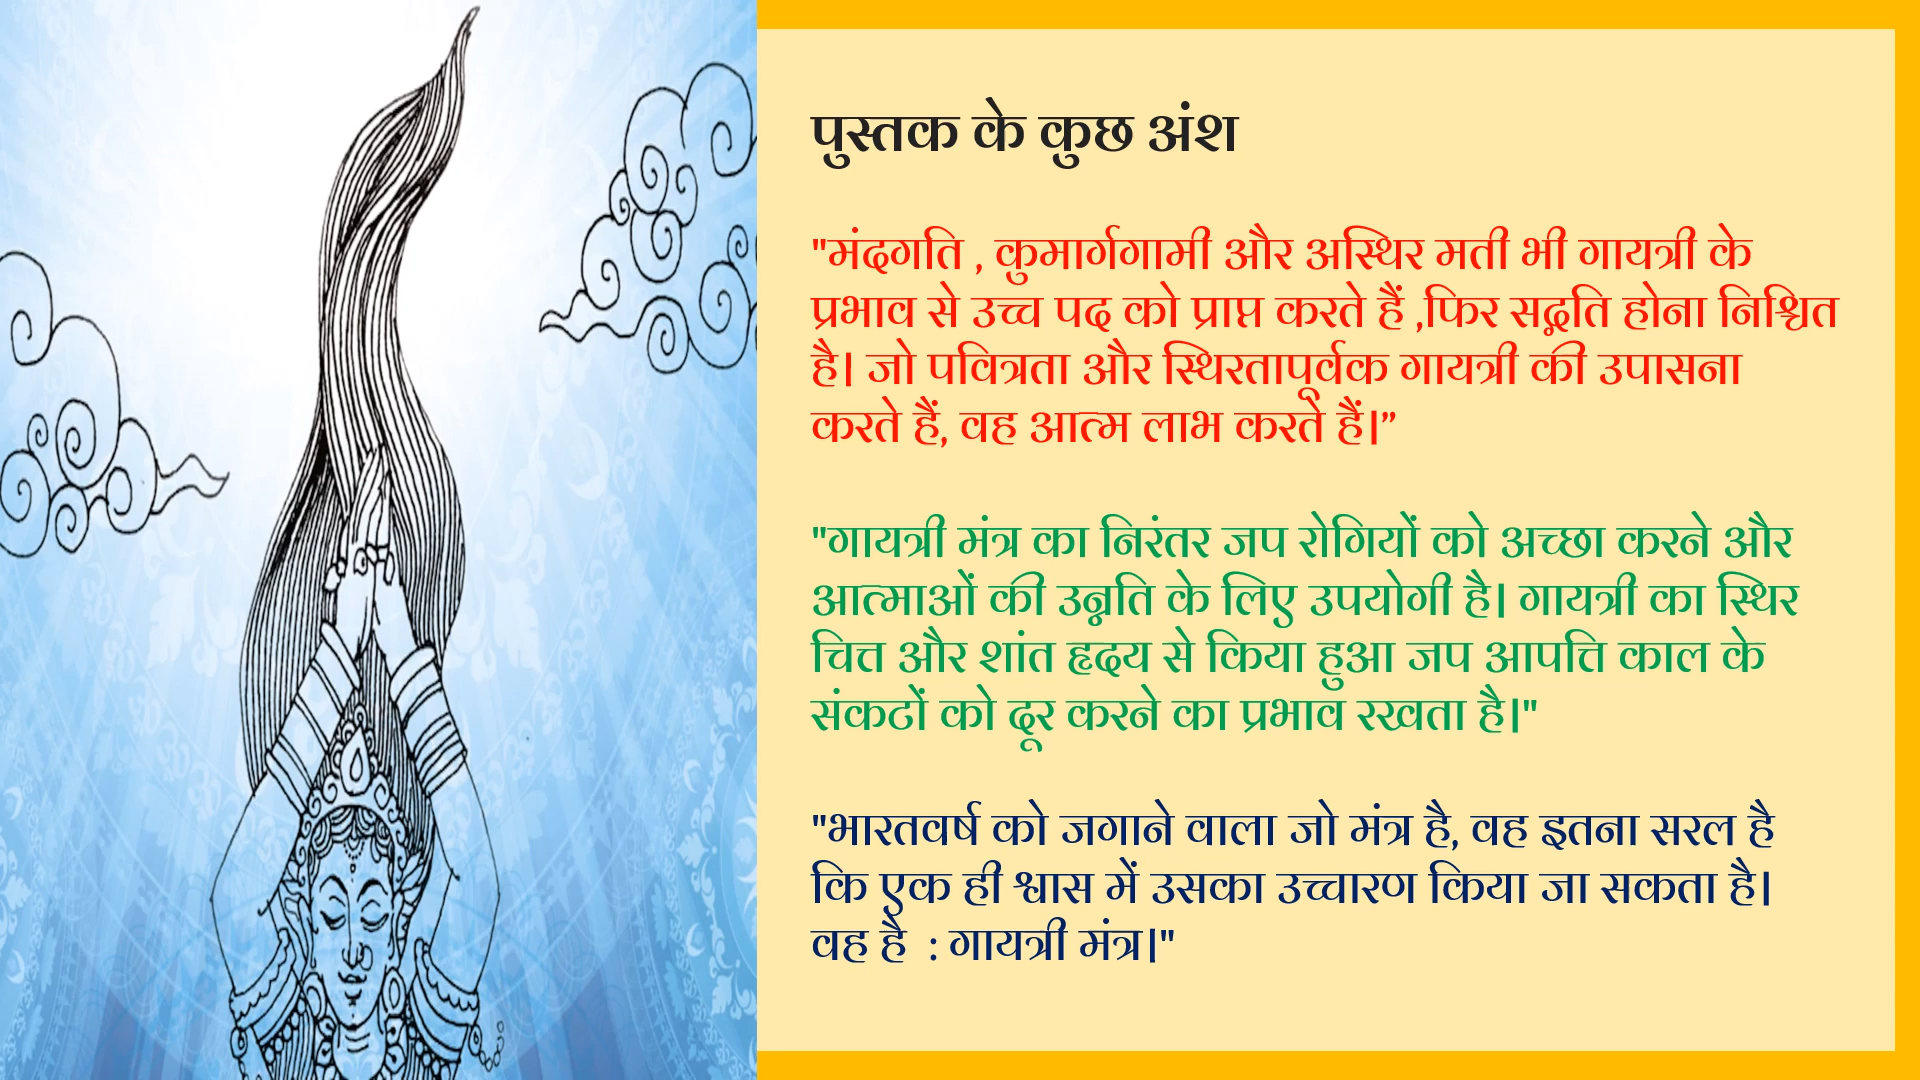 पुस्तक के कुछ अंश
"मंदगति , कुमार्गगामी और अस्थिर मती भी गायत्री के
प्रभाव से उच्च पद को प्राप्त करते हैं ,फिर सद्गति होना निश्चित
है। जो पवित्रता और स्थिरतापूर्वक गायत्री की उपासना
करते हैं, वह आत्म लाभ करते हैं।”
"गायत्री मंत्र का निरंतर जप रोगियों को अच्छा करने और
आत्माओं की उन्नति के लिए उपयोगी है। गायत्री का स्थिर
चित्त और शांत हृदय से किया हुआ जप आपत्ति काल के
संकटों को दूर करने का प्रभाव रखता है।"
"भारतवर्ष को जगाने वाला जो मंत्र है, वह इतना सरल है
कि एक ही श्वास में उसका उच्चारण किया जा सकता है।
वह है : गायत्री मंत्र।"